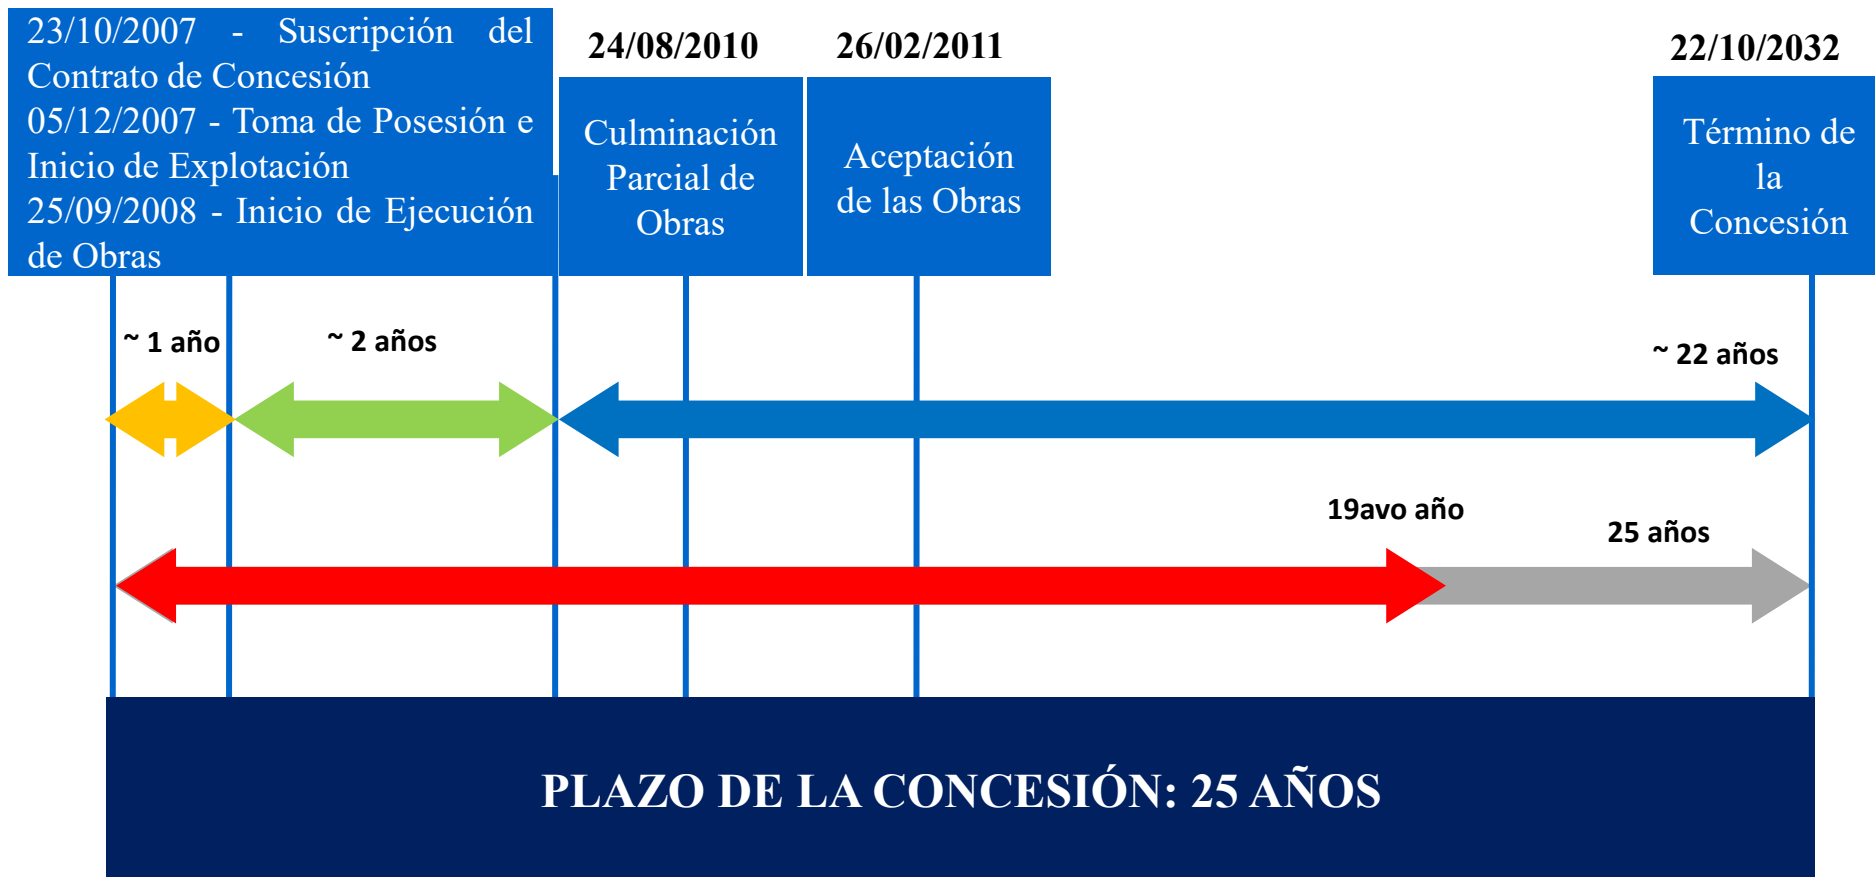 23/10/2007 - Suscripción del
Contrato de Concesión
05/12/2007 - Toma de Posesión e
Inicio de Explotación
25/09/2008 - Inicio de Ejecución
de Obras
24/08/2010
Culminación
Parcial de
Obras
26/02/2011
Aceptación
de las Obras
22/10/2032
Término de
la
Concesión
~ 1 año
~ 2 años
~ 22 años
19avo año
25 años
PLAZO DE LA CONCESIÓN: 25 AÑOS